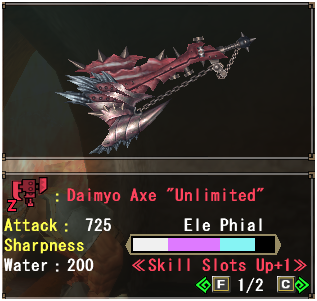 Z : Daimyo Axe "Unlimited"
Attack : 725 Ele Phial
Sharpness
Water : 200 ≪Skill Slots Up+1≫
F 1/2 C